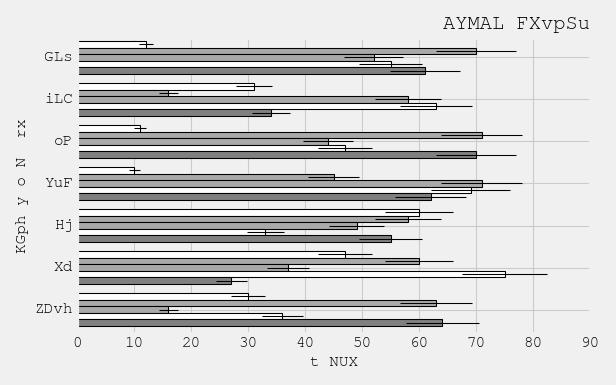 AYMAL FXvpSu
KGph y o N  rx
GLs
iLC
oP
YuF
Hj
Xd
ZDvh
0 10 20 30 40 50 60 70 80 90
t NUX